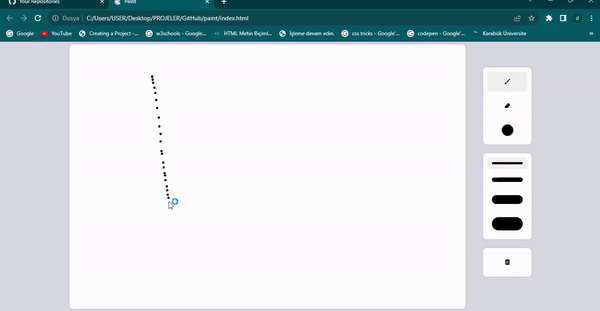 Your Repositories
Paint
Dosya | C:/Users/USER/Desktop/PROJELER/GitHub/paint/index.html
Google YouTube Creating a Project -... w3schools - Google... HTML Metin Biçiml... İşleme devam edin. css tricks - Google'... codepen - Google'... Karabük Üniversite
d